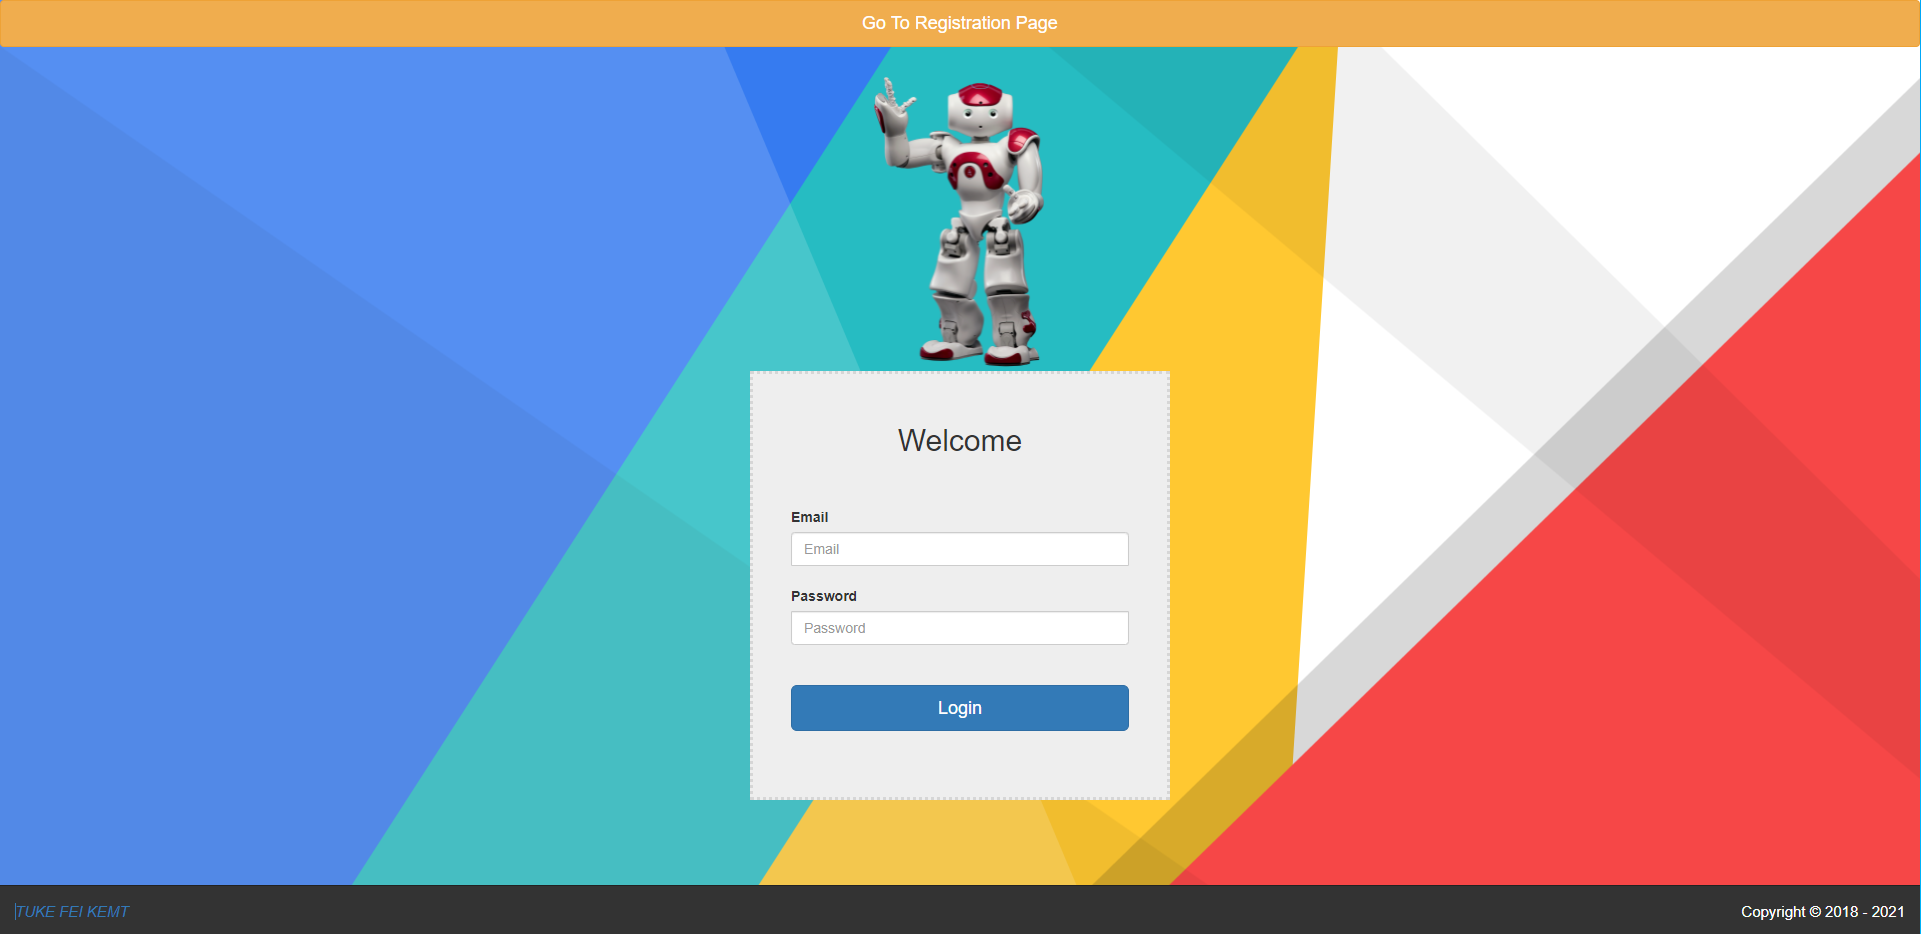 Go To Registration Page
Welcome
Email
Email
Password
Password
Login
TUKE FEI KEMT
Copyright © 2018 - 2021